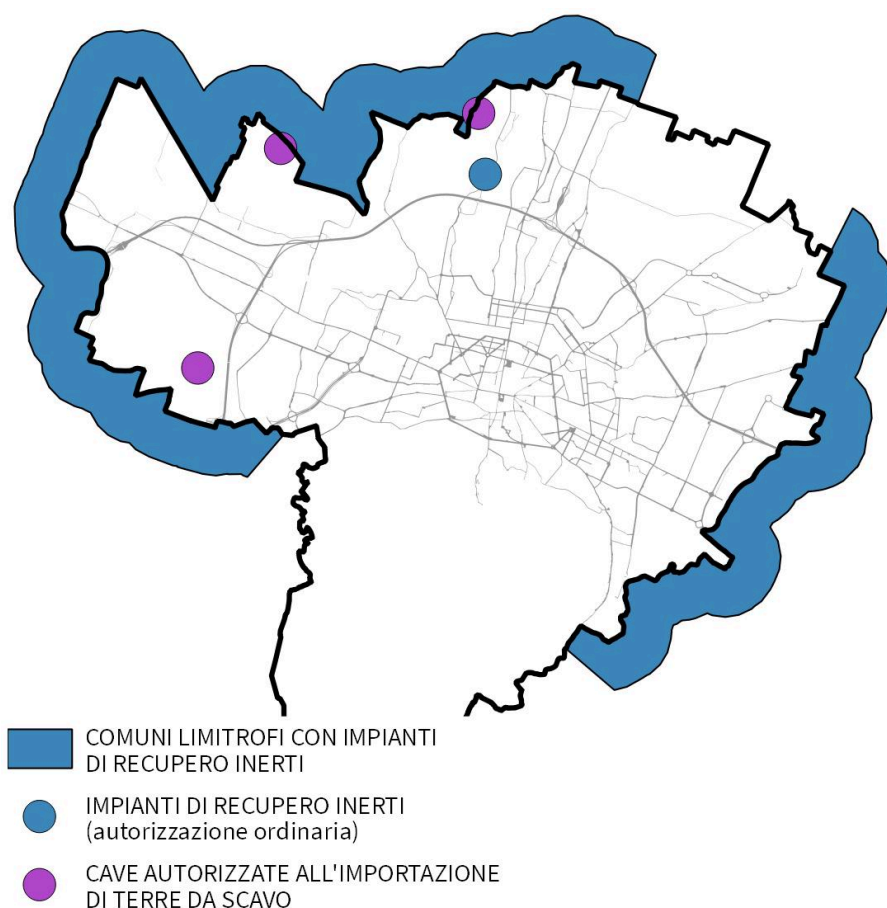 COMUNI LIMITROFI CON IMPIANTI
DI RECUPERO INERTI
IMPIANTI DI RECUPERO INERTI
(autorizzazione ordinaria)
CAVE AUTORIZZATE ALL'IMPORTAZIONE
DI TERRE DA SCAVO